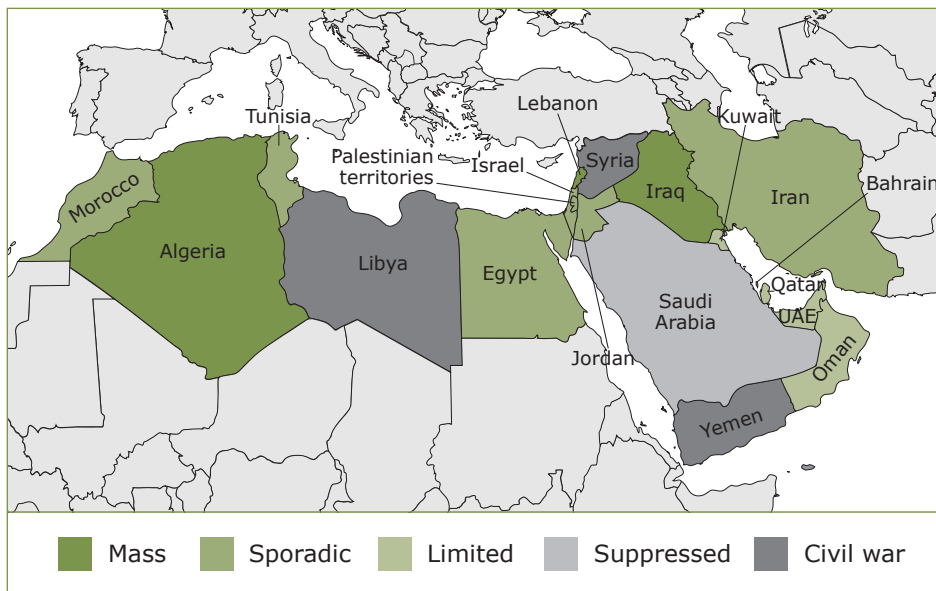 Lebanon
Kuwait
Tunisia
Palestinian
territories
Israel
Syria
Bahrain
Morocco
Iraq
Iran
Algeria
Libya
Egypt
Qatar
Saudi
Arabia
UAE
Jordan
Oman
Yemen
Mass
Sporadic
Limited
Suppressed
Civil war